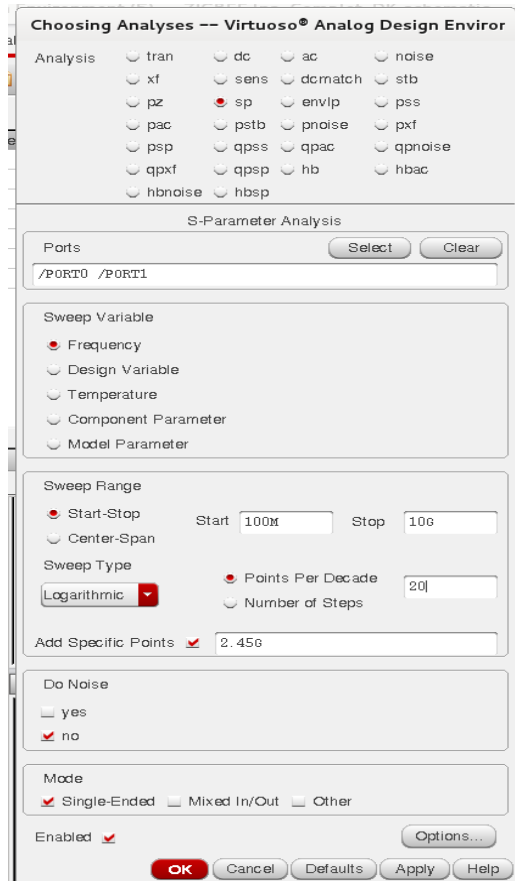 Choosing Analyses -- Virtuoso® Analog Design Enviror
Analysis tran dc ac noise
xf sens dcmatch stb
pz sp envlp pss
pac pstb pnoise pxf
psp qpss qpac qpnoise
qpxf qpsp hb hbac
hbnoise hbsp
S-Parameter Analysis
Ports Select Clear
/PORT0 /PORT1
Sweep Variable
Frequency
Design Variable
Temperature
Component Parameter
Model Parameter
Sweep Range
Start-Stop Start 100M Stop 10G
Center-Span
Sweep Type
Logarithmic Points Per Decade 20
Number of Steps
Add Specific Points 2.45G
Do Noise
yes
no
Mode
Single-Ended Mixed In/Out Other
Enabled Options...
OK Cancel Defaults Apply Help